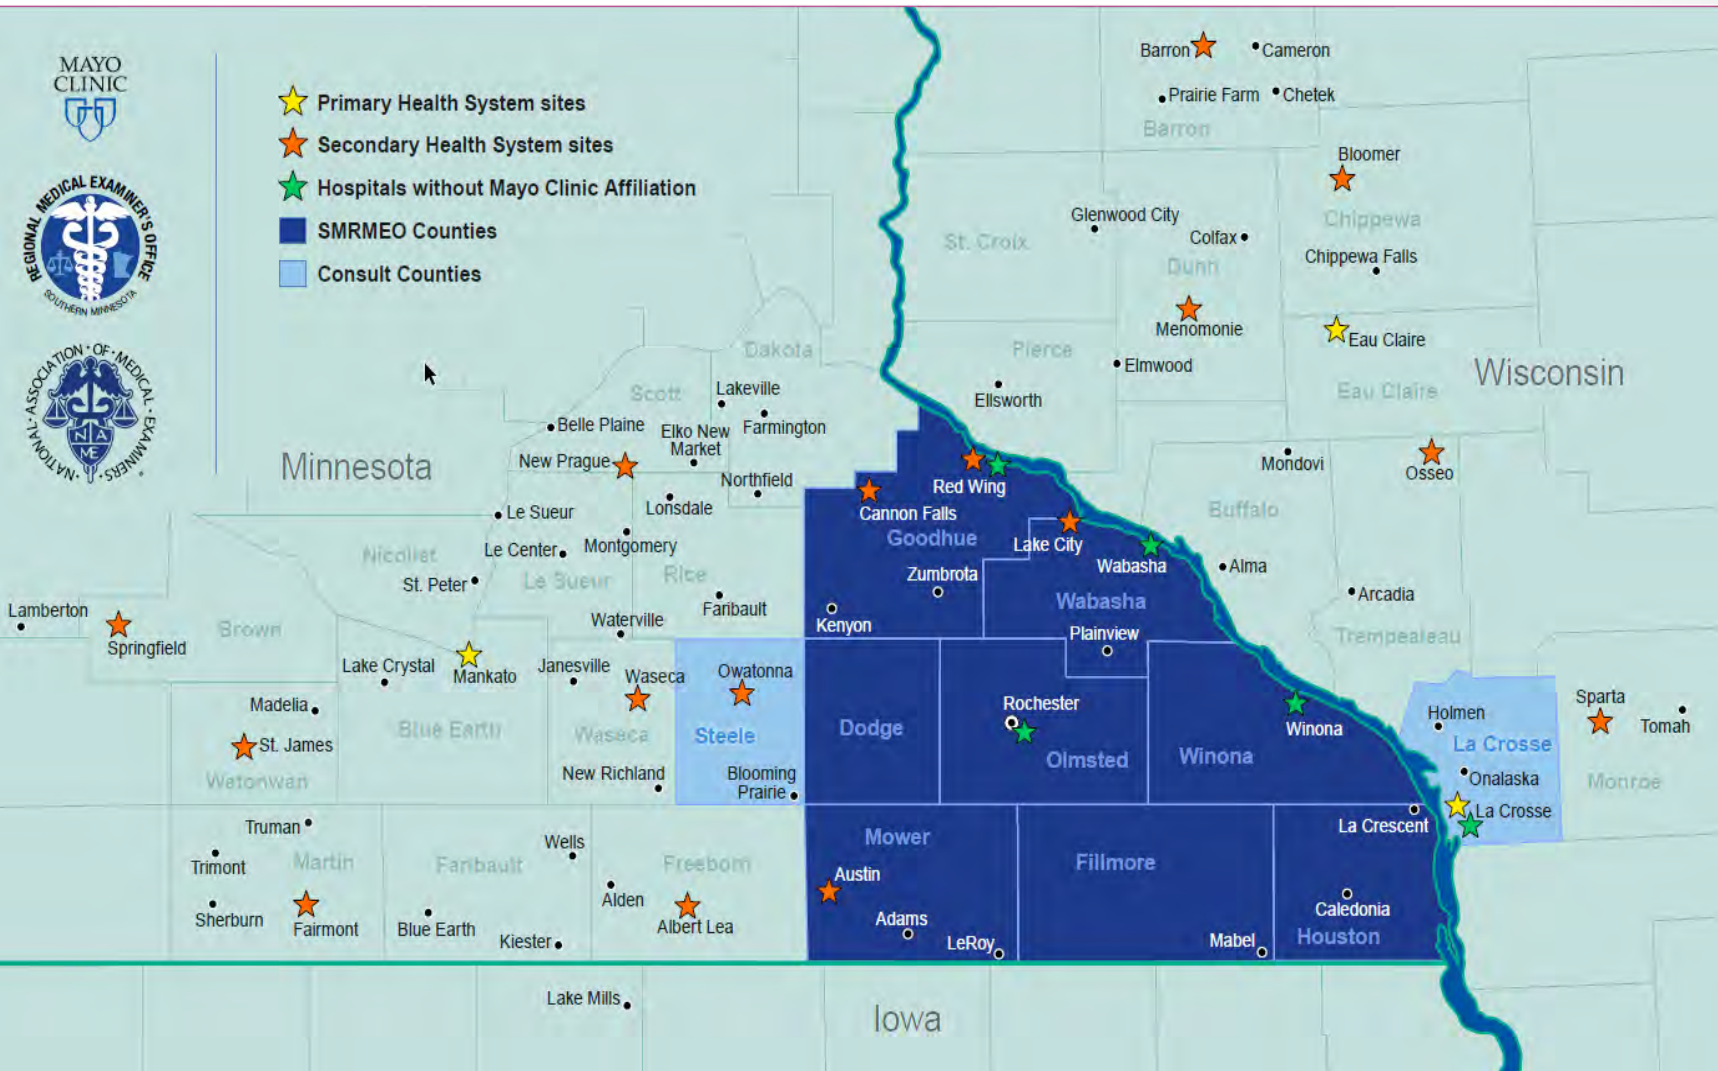 MAYO
CLINIC
REGIONAL MEDICAL EXAMINER'S OFFICE
SOUTHERN MINNESOTA
NATIONAL · ASSOCIATION · OF · MEDICAL · EXAMINERS ·
N A
ME
Primary Health System sites
Secondary Health System sites
Hospitals without Mayo Clinic Affiliation
SMRMEO Counties
Consult Counties
Barron
Cameron
Prairie Farm
Chetek
Barron
Bloomer
Chippewa
Glenwood City
Colfax
St. Croix
Dunn
Chippewa Falls
Menomonie
Eau Claire
Pierce
Elmwood
Wisconsin
Eau Claire
Ellsworth
Dakota
Scott
Lakeville
Belle Plaine
Elko New
Market
Farmington
New Prague
Minnesota
Northfield
Lonsdale
Le Sueur
Nicollet
Le Center
Montgomery
St. Peter
Le Sueur
Rice
Faribault
Waterville
Red Wing
Cannon Falls
Goodhue
Lake City
Zumbrota
Wabasha
Wabasha
Kenyon
Plainview
Mondovi
Osseo
Buffalo
Alma
Arcadia
Trempealeau
Lamberton
Springfield
Brown
Lake Crystal
Mankato
Janesville
Waseca
Owatonna
Madelia
St. James
Blue Earth
Waseca
Steele
Watonwan
New Richland
Blooming
Prairie
Dodge
Rochester
Olmsted
Winona
Winona
Holmen
La Crosse
Onalaska
La Crosse
Sparta
Tomah
Monroe
Truman
Trimont
Martin
Sherburn
Fairmont
Faribault
Wells
Blue Earth
Kiester
Freeborn
Alden
Albert Lea
Mower
Austin
Adams
LeRoy
Fillmore
Mabel
La Crescent
Caledonia
Houston
Lake Mills
Iowa